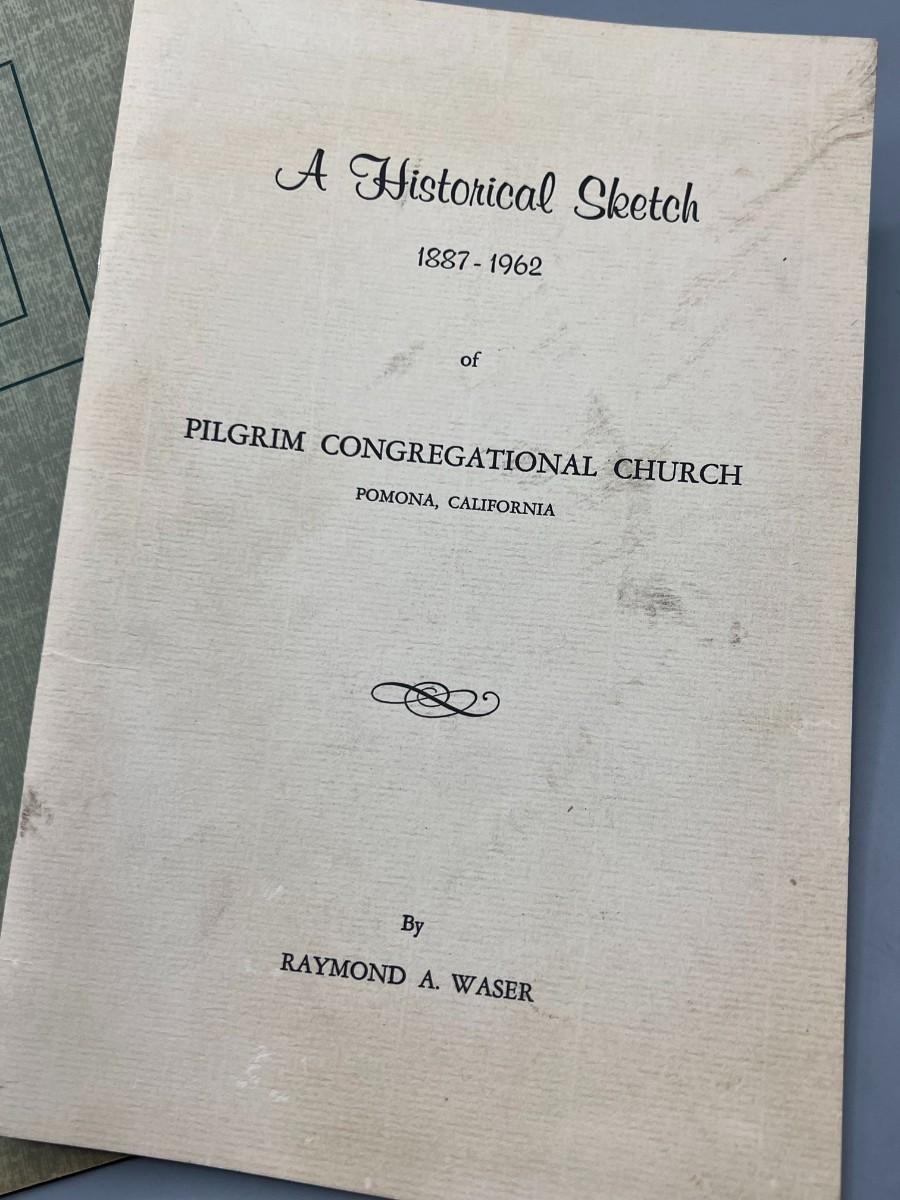 A Historical Sketch
1887 - 1962
of
PILGRIM CONGREGATIONAL CHURCH
POMONA, CALIFORNIA
By
RAYMOND A. WASER